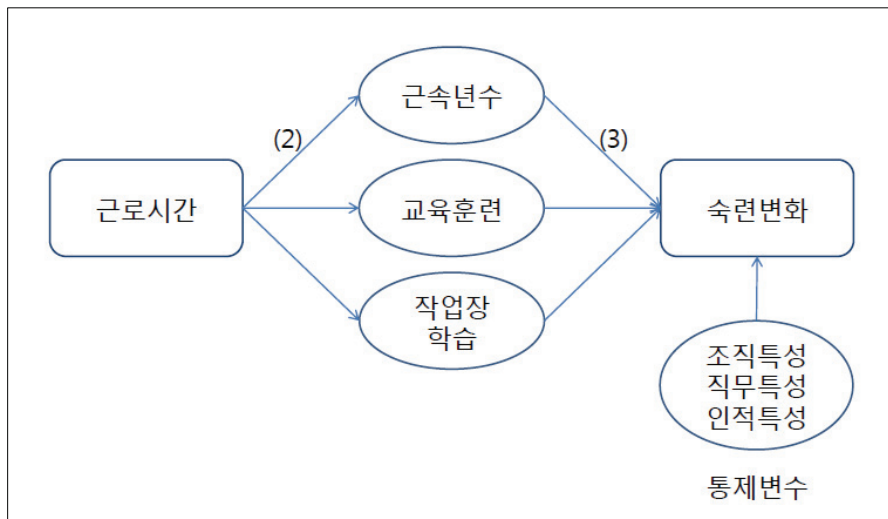 근속년수
(2)
(3)
근로시간
교육훈련
숙련변화
작업장
학습
조직특성
직무특성
인적특성
통제변수